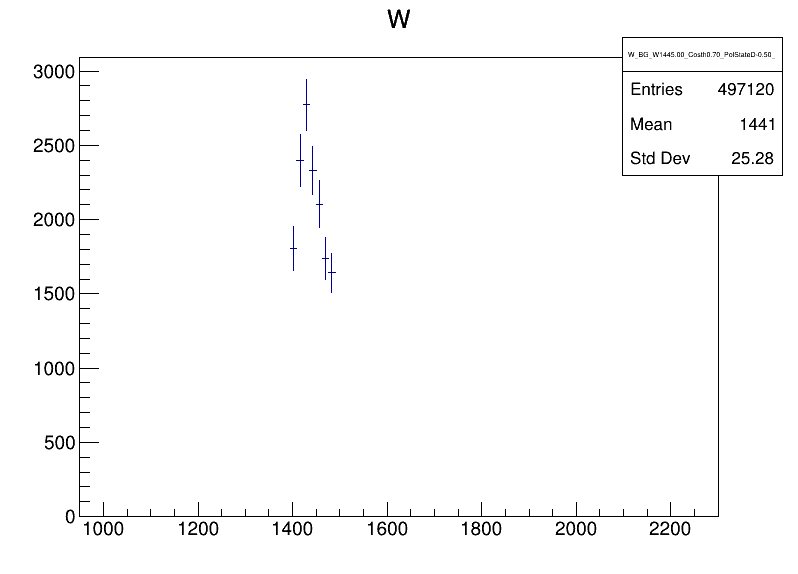 W
W_BG_W1445.00_Costh0.70_PolStateD-0.50_
Entries 497120
Mean 1441
Std Dev 25.28
3000
2500
2000
1500
1000
500
0
1000 1200 1400 1600 1800 2000 2200